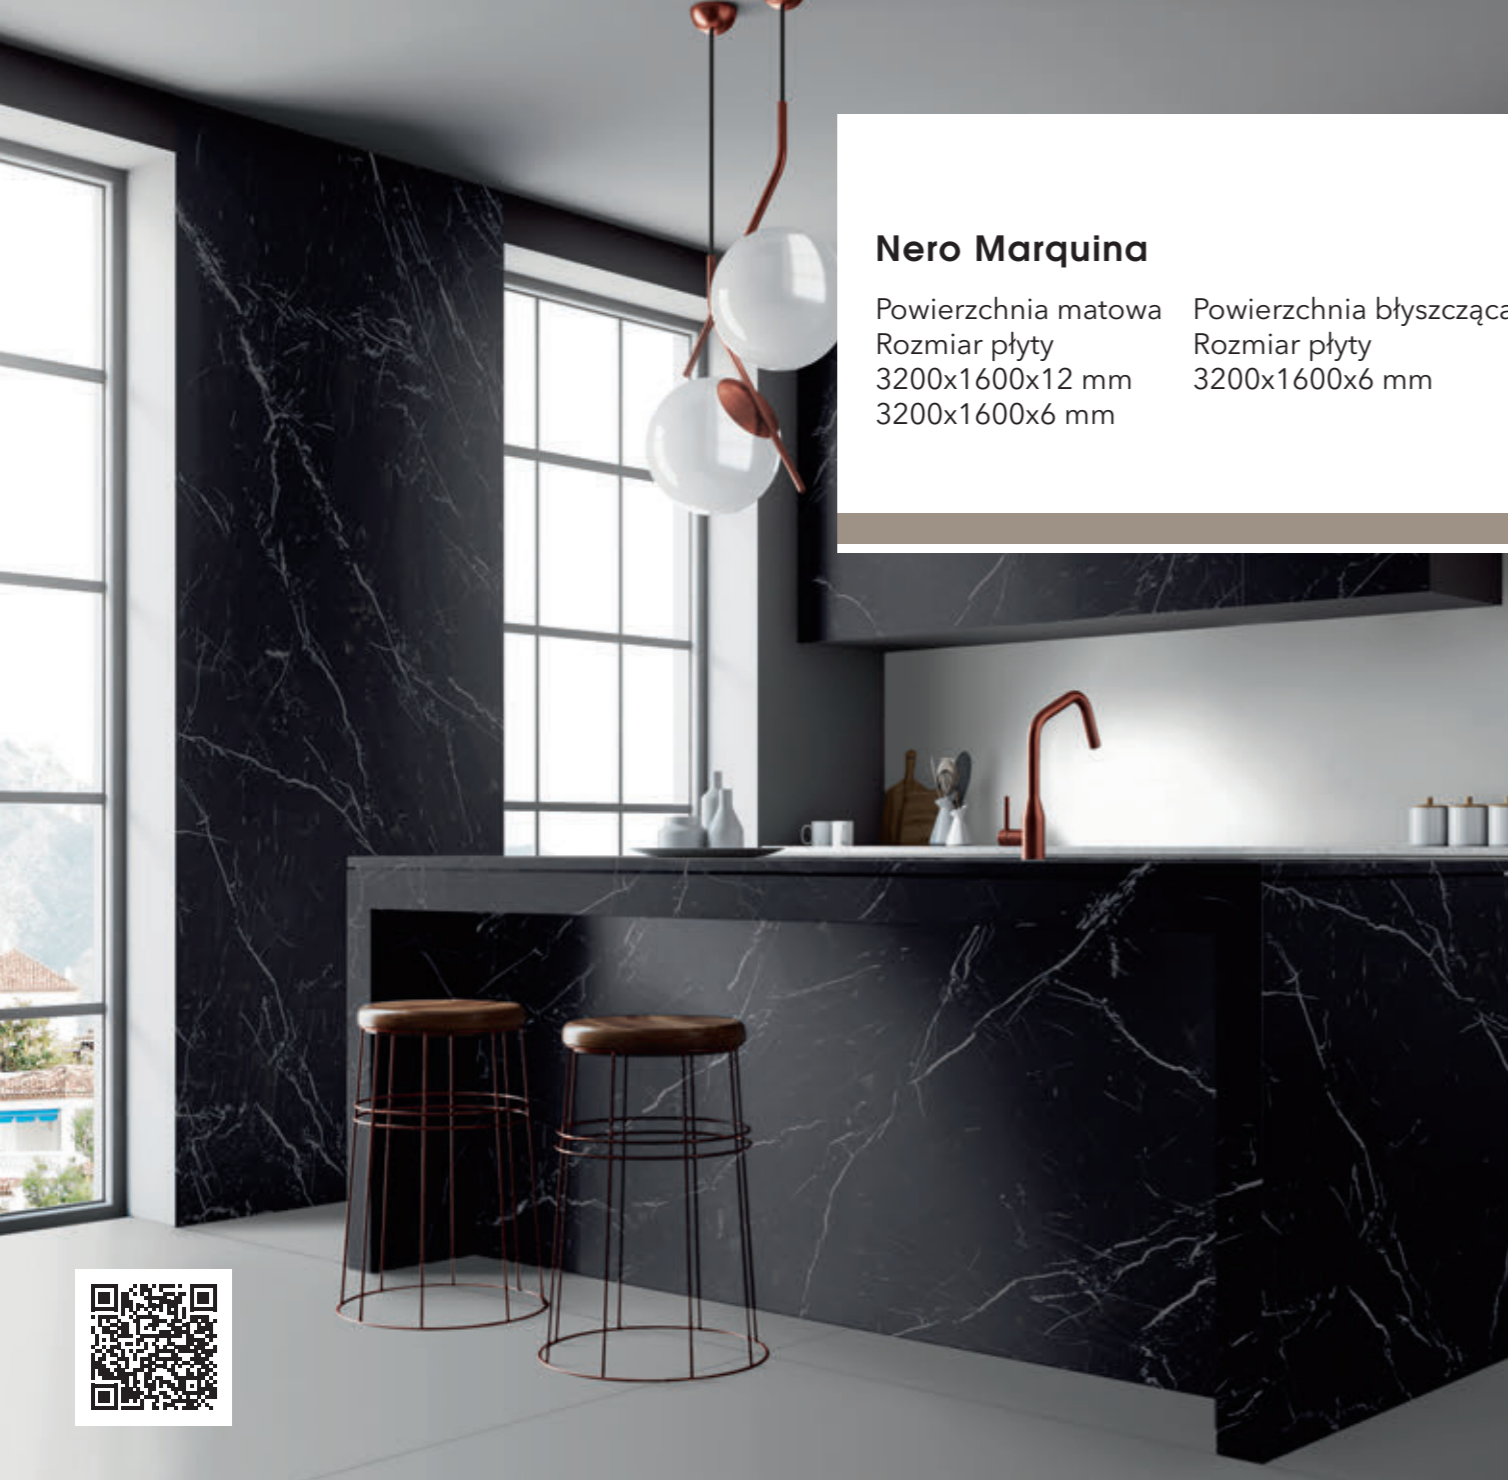 Nero Marquina
Powierzchnia matowa
Rozmiar płyty
3200x1600x12 mm
3200x1600x6 mm
Powierzchnia błyszcząca
Rozmiar płyty
3200x1600x6 mm